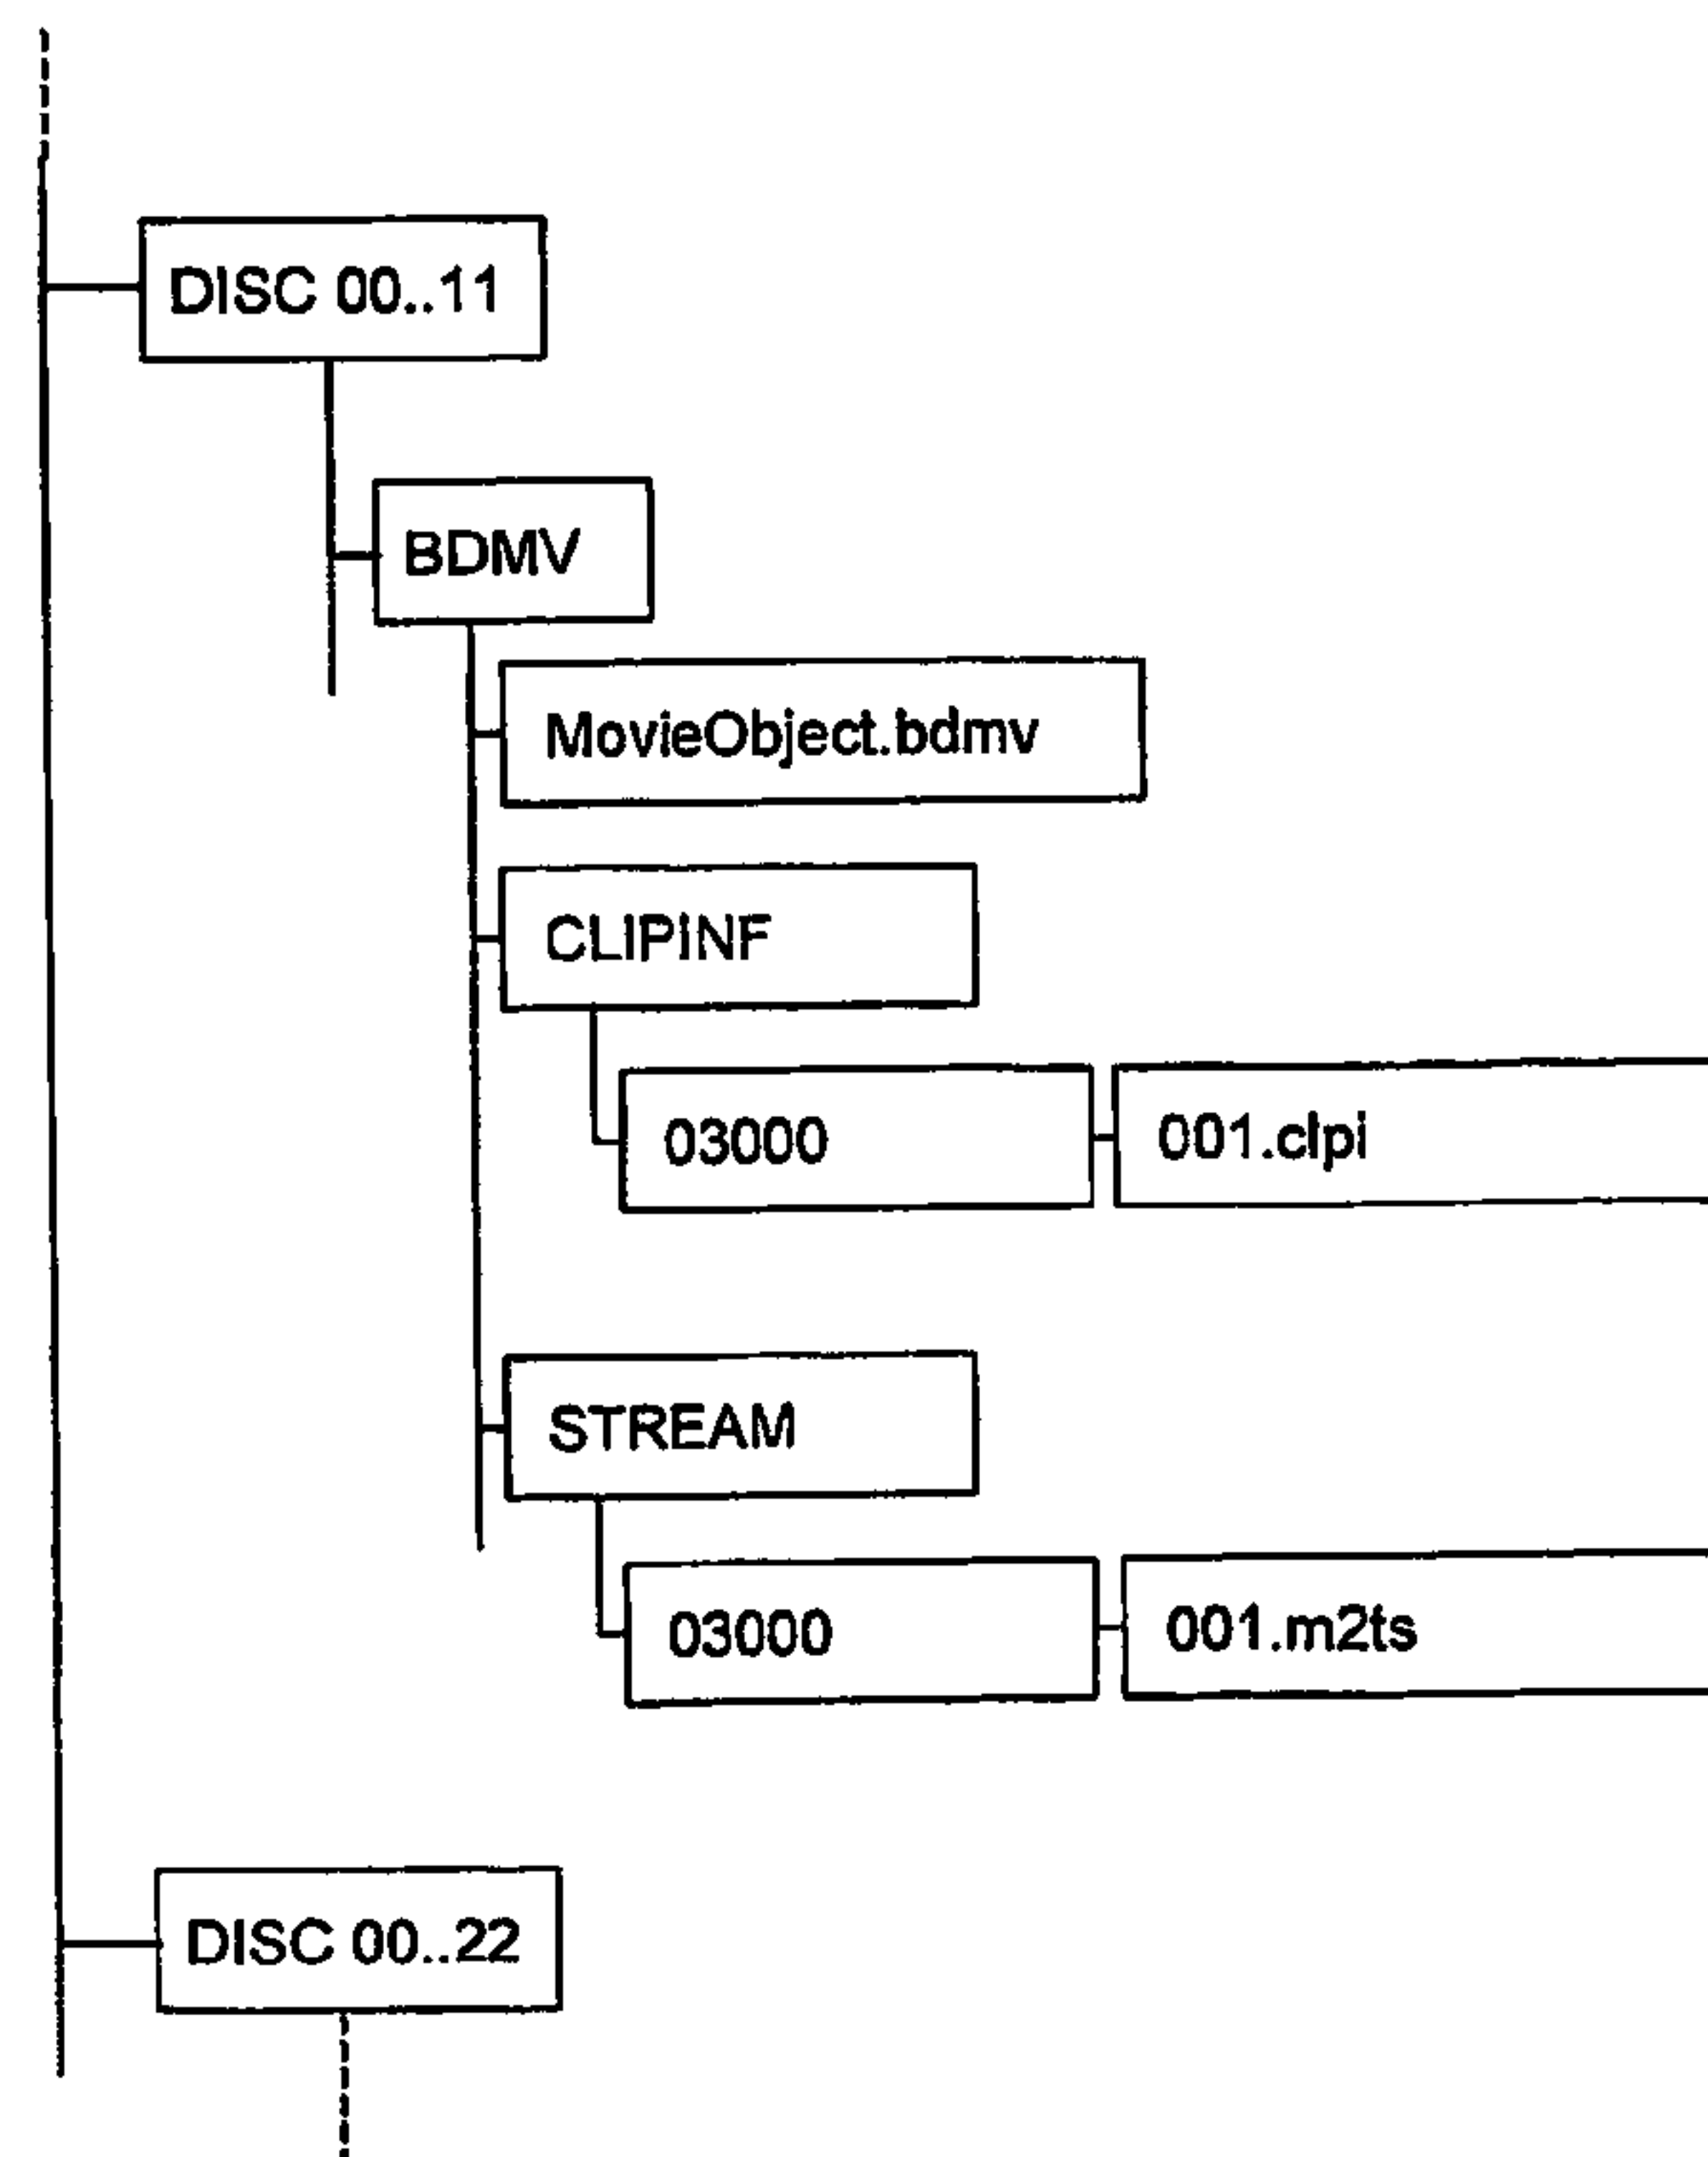 DISC 00..11
BDMV
MovieObject.bdmv
CLIPINF
03000
001.clpi
STREAM
03000
001.m2ts
DISC 00..22